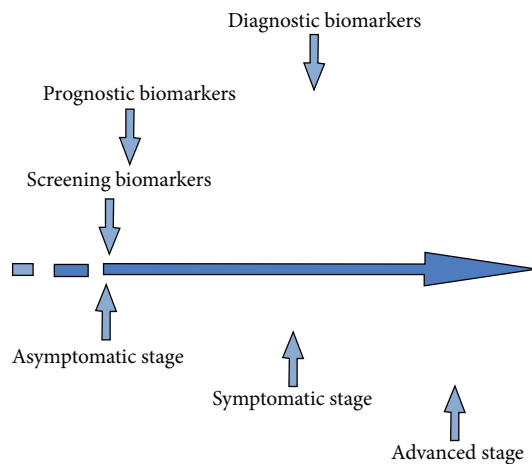 Diagnostic biomarkers
Prognostic biomarkers
Screening biomarkers
Asymptomatic stage
Symptomatic stage
Advanced stage